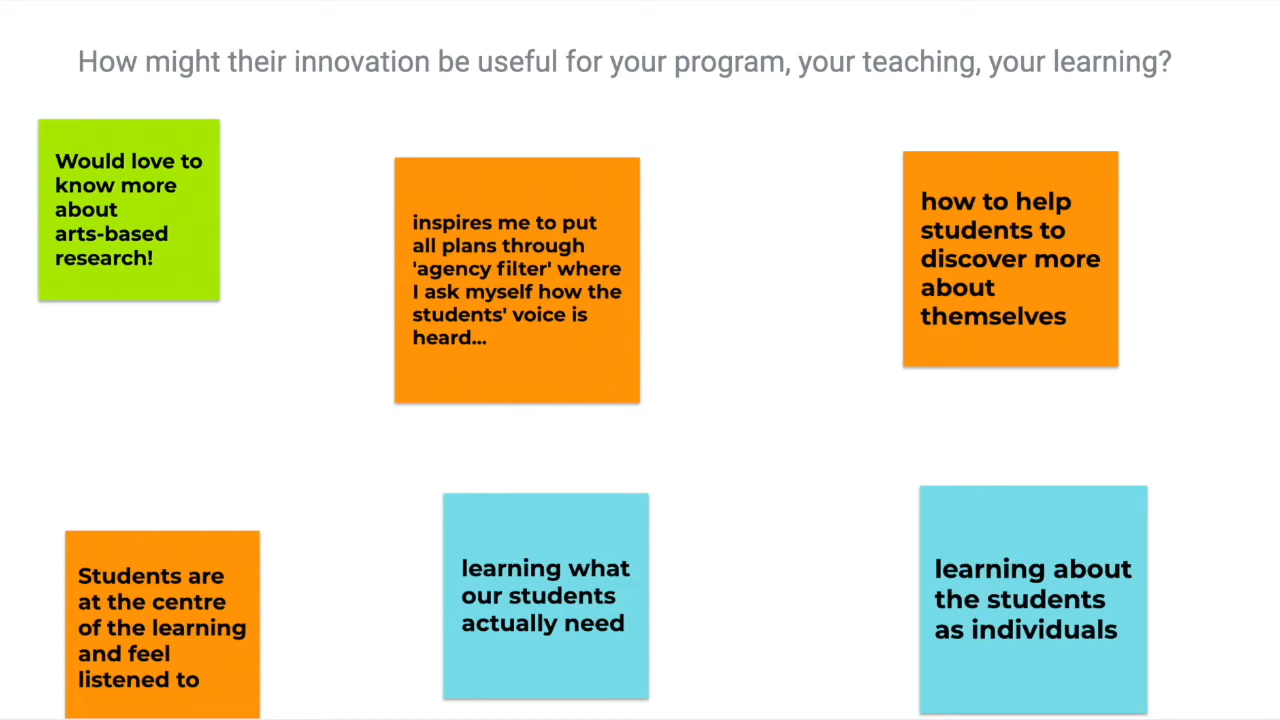 How might their innovation be useful for your program, your teaching, your learning?
Would love to
know more
about
arts-based
research!
inspires me to put
all plans through
'agency filter' where
I ask myself how the
students' voice is
heard...
how to help
students to
discover more
about
themselves
Students are
at the centre
of the learning
and feel
listened to
learning what
our students
actually need
learning about
the students
as individuals